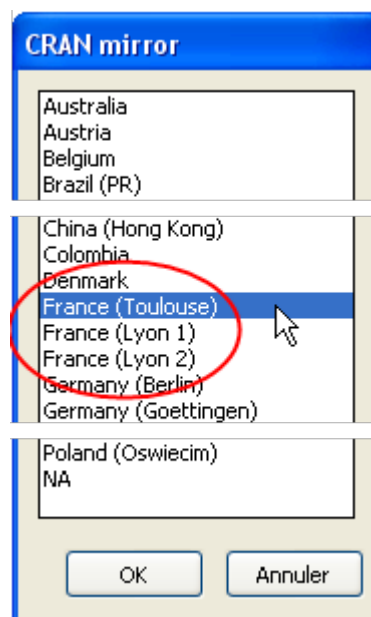 CRAN mirror
Australia
Austria
Belgium
Brazil (PR)
China (Hong Kong)
Colombia
Denmark
France (Toulouse)
France (Lyon 1)
France (Lyon 2)
Germany (Berlin)
Germany (Goettingen)
Poland (Oswiecim)
NA
OK
Annuler